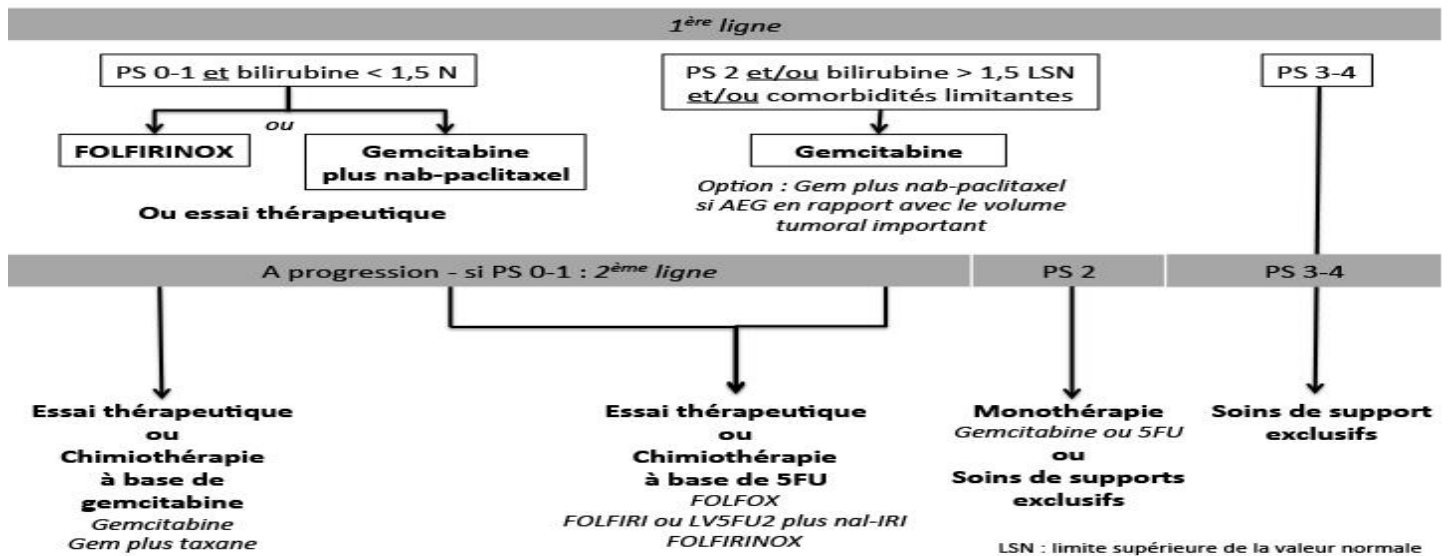 1ère ligne
PS 0-1 et bilirubine < 1,5 N
PS 2 et/ou bilirubine > 1,5 LSN
et/ou comorbidités limitantes
PS 3-4
ou
FOLFIRINOX
Gemcitabine
plus nab-paclitaxel
Gemcitabine
Ou essai thérapeutique
Option : Gem plus nab-paclitaxel
si AEG en rapport avec le volume
tumoral important
A progression - si PS 0-1 : 2ème ligne
PS 2
PS 3-4
Essai thérapeutique
ou
Chimiothérapie
à base de
gemcitabine
Gemcitabine
Gem plus taxane
Essai thérapeutique
ou
Chimiothérapie
à base de 5FU
FOLFOX
FOLFIRI ou LV5FU2 plus nal-IRI
FOLFIRINOX
Monothérapie
Gemcitabine ou 5FU
ou
Soins de supports
exclusifs
Soins de support
exclusifs
LSN : limite supérieure de la valeur normale